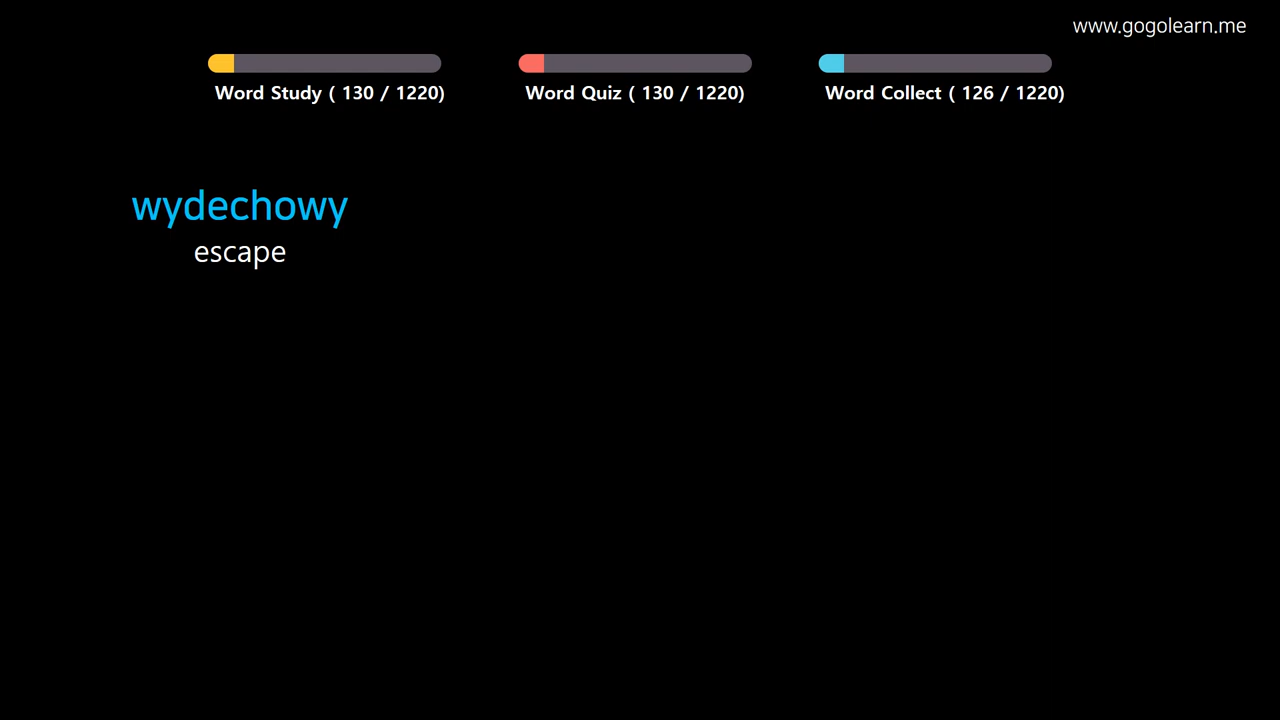 www.gogolearn.me
Word Study ( 130 / 1220)
Word Quiz ( 130 / 1220)
Word Collect ( 126 / 1220)
wydechowy
escape